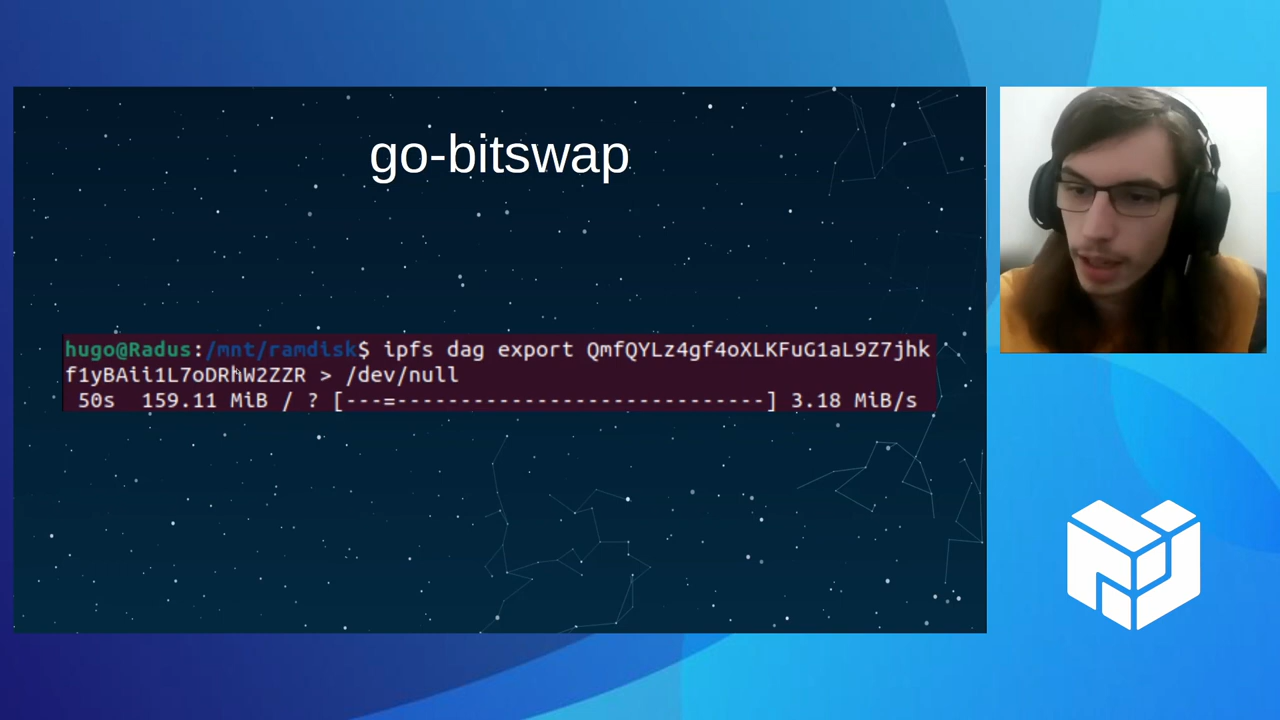 go-bitswap
hugo@Radus:/mnt/ramdisk$ ipfs dag export QmfQYLz4gf4oXLKFuG1aL9Z7jhk
f1yBAii1L7oDRhW2ZZR > /dev/null
50s 159.11 MiB / ? [---=-----------------------------] 3.18 MiB/s